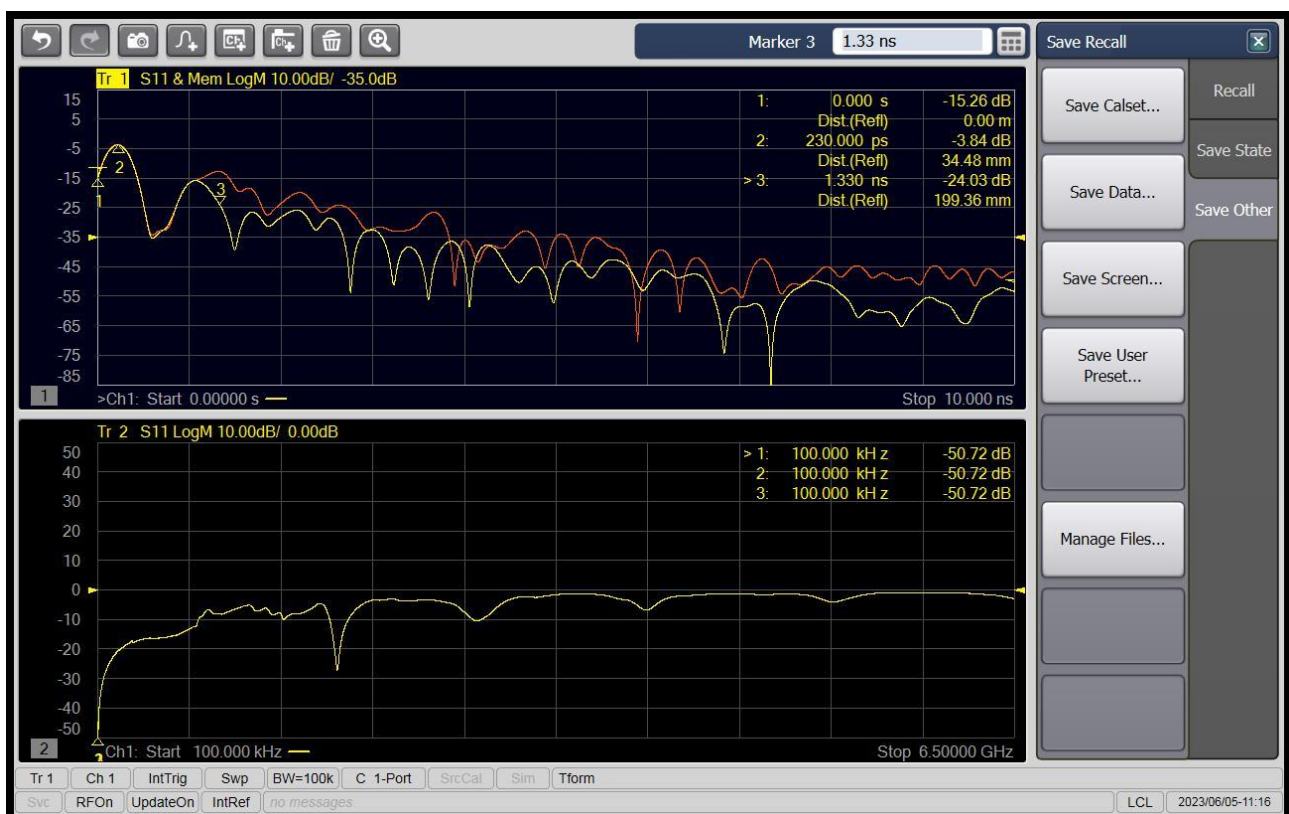 Marker 3 1.33 ns
Save Recall
Tr 1 S11 & Mem LogM 10.00dB/ -35.0dB
15
5
-5
-15
-25
-35
-45
-55
-65
-75
-85
1: 0.000 s -15.26 dB
Dist.(Refl) 0.00 m
2: 230.000 ps -3.84 dB
Dist.(Refl) 34.48 mm
> 3: 1.330 ns -24.03 dB
Dist.(Refl) 199.36 mm
1
2
3
1
>Ch1: Start 0.00000 s
Stop 10.000 ns
Tr 2 S11 LogM 10.00dB/ 0.00dB
50
40
30
20
10
0
-10
-20
-30
-40
-50
> 1: 100.000 kHz -50.72 dB
2: 100.000 kHz -50.72 dB
3: 100.000 kHz -50.72 dB
2
Ch1: Start 100.000 kHz
Stop 6.50000 GHz
Save Calset...
Save Data...
Save Screen...
Save User
Preset...
Manage Files...
Recall
Save State
Save Other
Tr 1 Ch 1 IntTrig Swp BW=100k C 1-Port SrcCal Sim Tform
Svc RFOn UpdateOn IntRef no messages LCL 2023/06/05-11:16